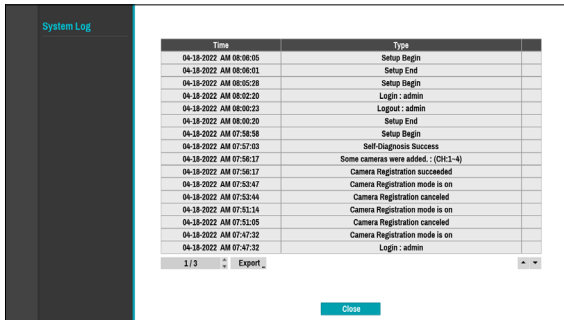 System Log
Time Type
04-18-2022 AM 08:06:05 Setup Begin
04-18-2022 AM 08:06:01 Setup End
04-18-2022 AM 08:05:28 Setup Begin
04-18-2022 AM 08:02:20 Login : admin
04-18-2022 AM 08:00:23 Logout : admin
04-18-2022 AM 08:00:20 Setup End
04-18-2022 AM 07:58:58 Setup Begin
04-18-2022 AM 07:57:03 Self-Diagnosis Success
04-18-2022 AM 07:56:17 Some cameras were added. : (CH:1~4)
04-18-2022 AM 07:56:17 Camera Registration succeeded
04-18-2022 AM 07:53:47 Camera Registration mode is on
04-18-2022 AM 07:53:44 Camera Registration canceled
04-18-2022 AM 07:51:14 Camera Registration mode is on
04-18-2022 AM 07:51:05 Camera Registration canceled
04-18-2022 AM 07:47:32 Camera Registration mode is on
04-18-2022 AM 07:47:32 Login : admin
1 / 3 Export
Close